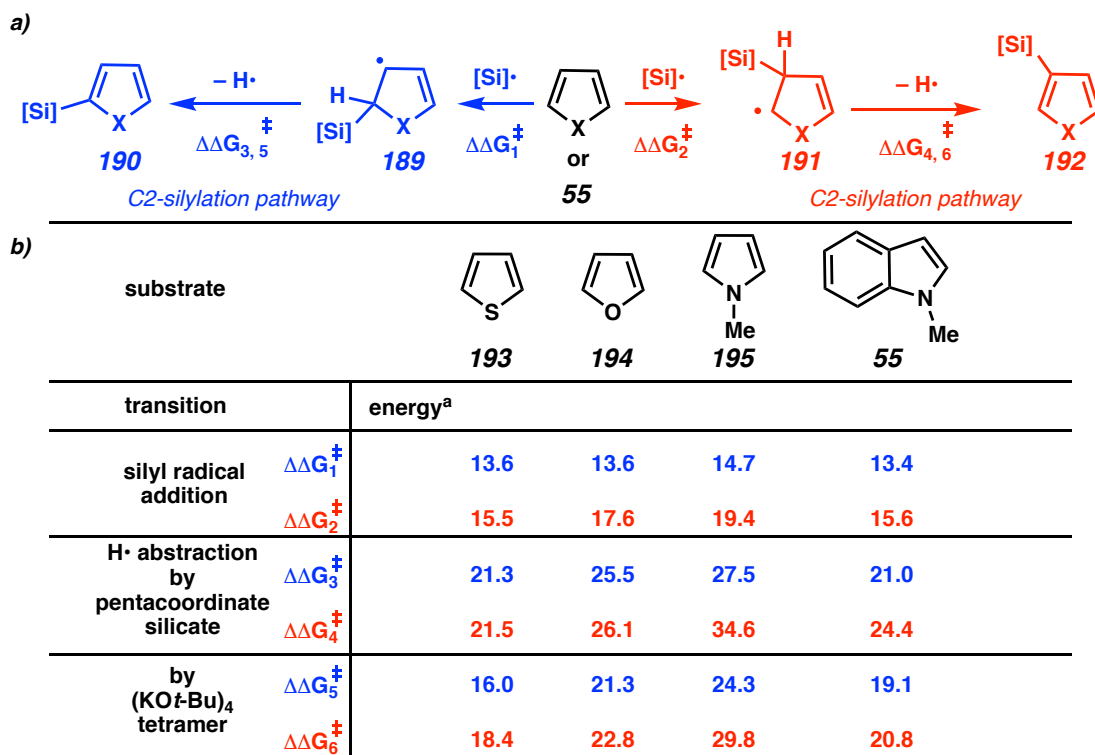 a)
[Si]
X
190
– H•
ΔΔG3, 5‡
•
H
[Si]
X
189
[Si]•
ΔΔG1‡
X
or
55
[Si]•
ΔΔG2‡
H
[Si]
•
X
191
– H•
ΔΔG4, 6‡
[Si]
X
192
C2-silylation pathway
C2-silylation pathway
b)
substrate
S
193
O
194
N
Me
195
N
Me
55
transition energyᵃ
silyl radical
addition
ΔΔG1‡ 13.6 13.6 14.7 13.4
ΔΔG2‡ 15.5 17.6 19.4 15.6
H• abstraction
by
pentacoordinate
silicate
ΔΔG3‡ 21.3 25.5 27.5 21.0
ΔΔG4‡ 21.5 26.1 34.6 24.4
by
(KOt-Bu)4
tetramer
ΔΔG5‡ 16.0 21.3 24.3 19.1
ΔΔG6‡ 18.4 22.8 29.8 20.8